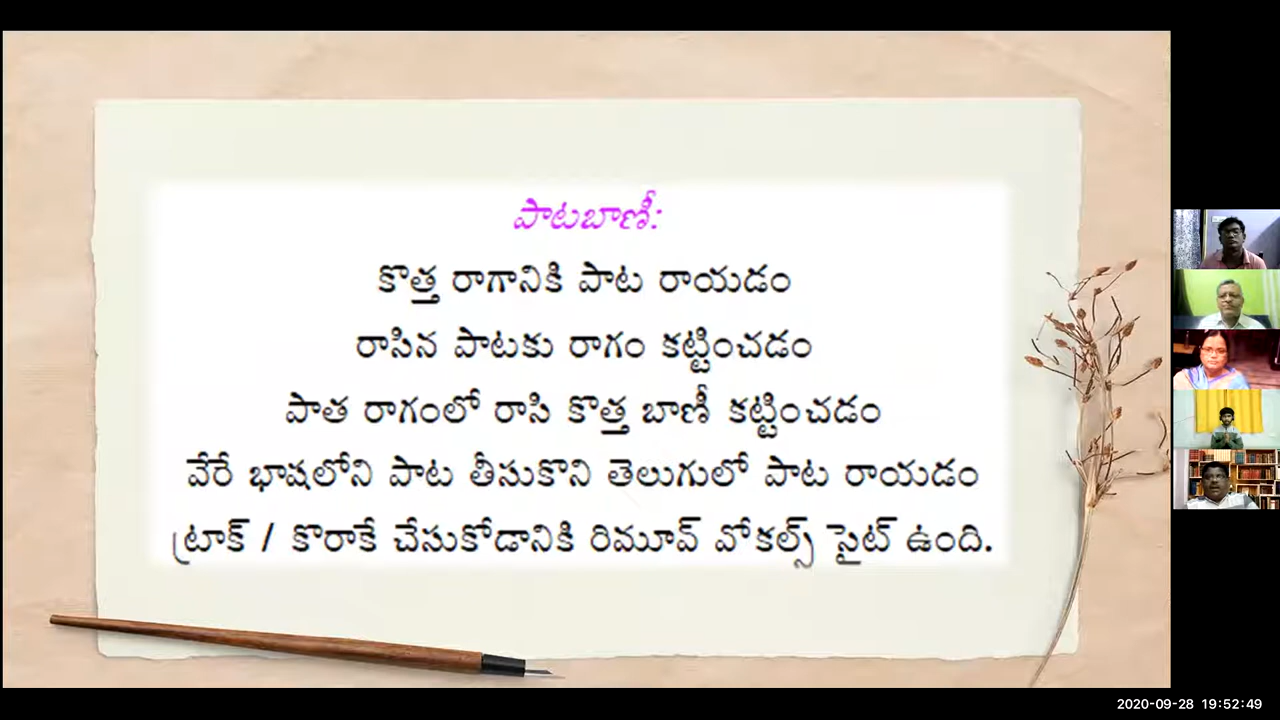 పాటబాణీ:
కొత్త రాగానికి పాట రాయడం
రాసిన పాటకు రాగం కట్టించడం
పాత రాగంలో రాసి కొత్త బాణీ కట్టించడం
వేరే భాషలోని పాట తీసుకొని తెలుగులో పాట రాయడం
ట్రాక్ / కొరాకే చేసుకోడానికి రిమూవ్ వోకల్స్ సైట్ ఉంది.
2020-09-28 19:52:49